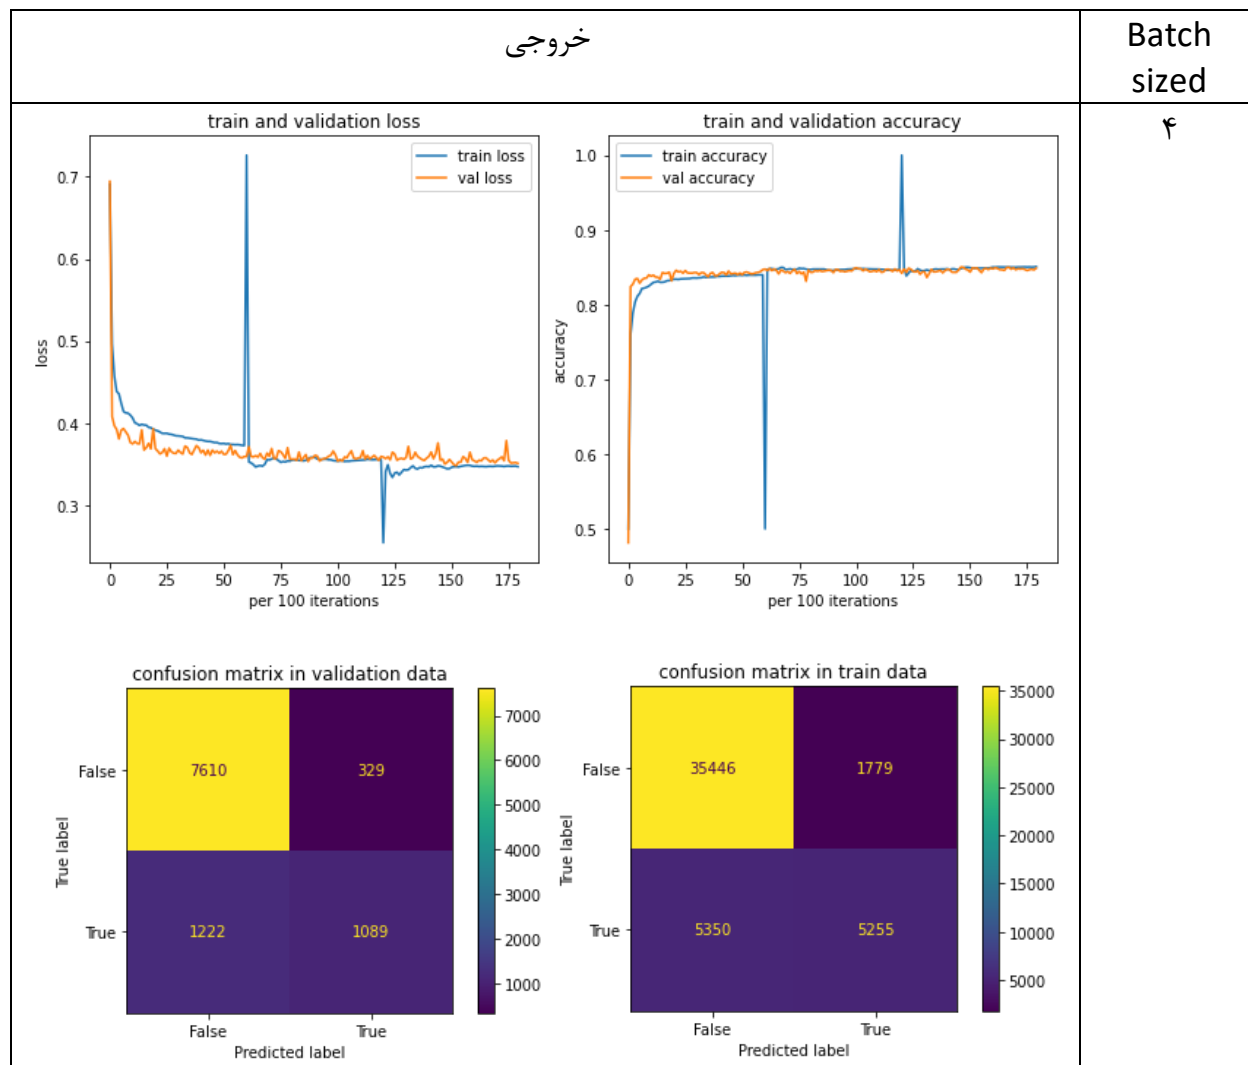 خروجی
Batch
sized
۴
train and validation loss
train loss
val loss
0.7
0.6
0.5
0.4
0.3
loss
0 25 50 75 100 125 150 175
per 100 iterations
train and validation accuracy
train accuracy
val accuracy
1.0
0.9
0.8
0.7
0.6
0.5
accuracy
0 25 50 75 100 125 150 175
per 100 iterations
confusion matrix in validation data
False
True
True label
7610 329
1222 1089
False True
Predicted label
7000
6000
5000
4000
3000
2000
1000
confusion matrix in train data
False
True
True label
35446 1779
5350 5255
False True
Predicted label
35000
30000
25000
20000
15000
10000
5000